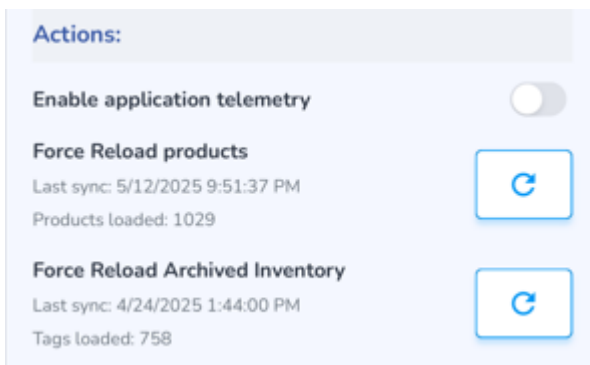 Actions:
Enable application telemetry
Force Reload products
Last sync: 5/12/2025 9:51:37 PM
Products loaded: 1029
Force Reload Archived Inventory
Last sync: 4/24/2025 1:44:00 PM
Tags loaded: 758